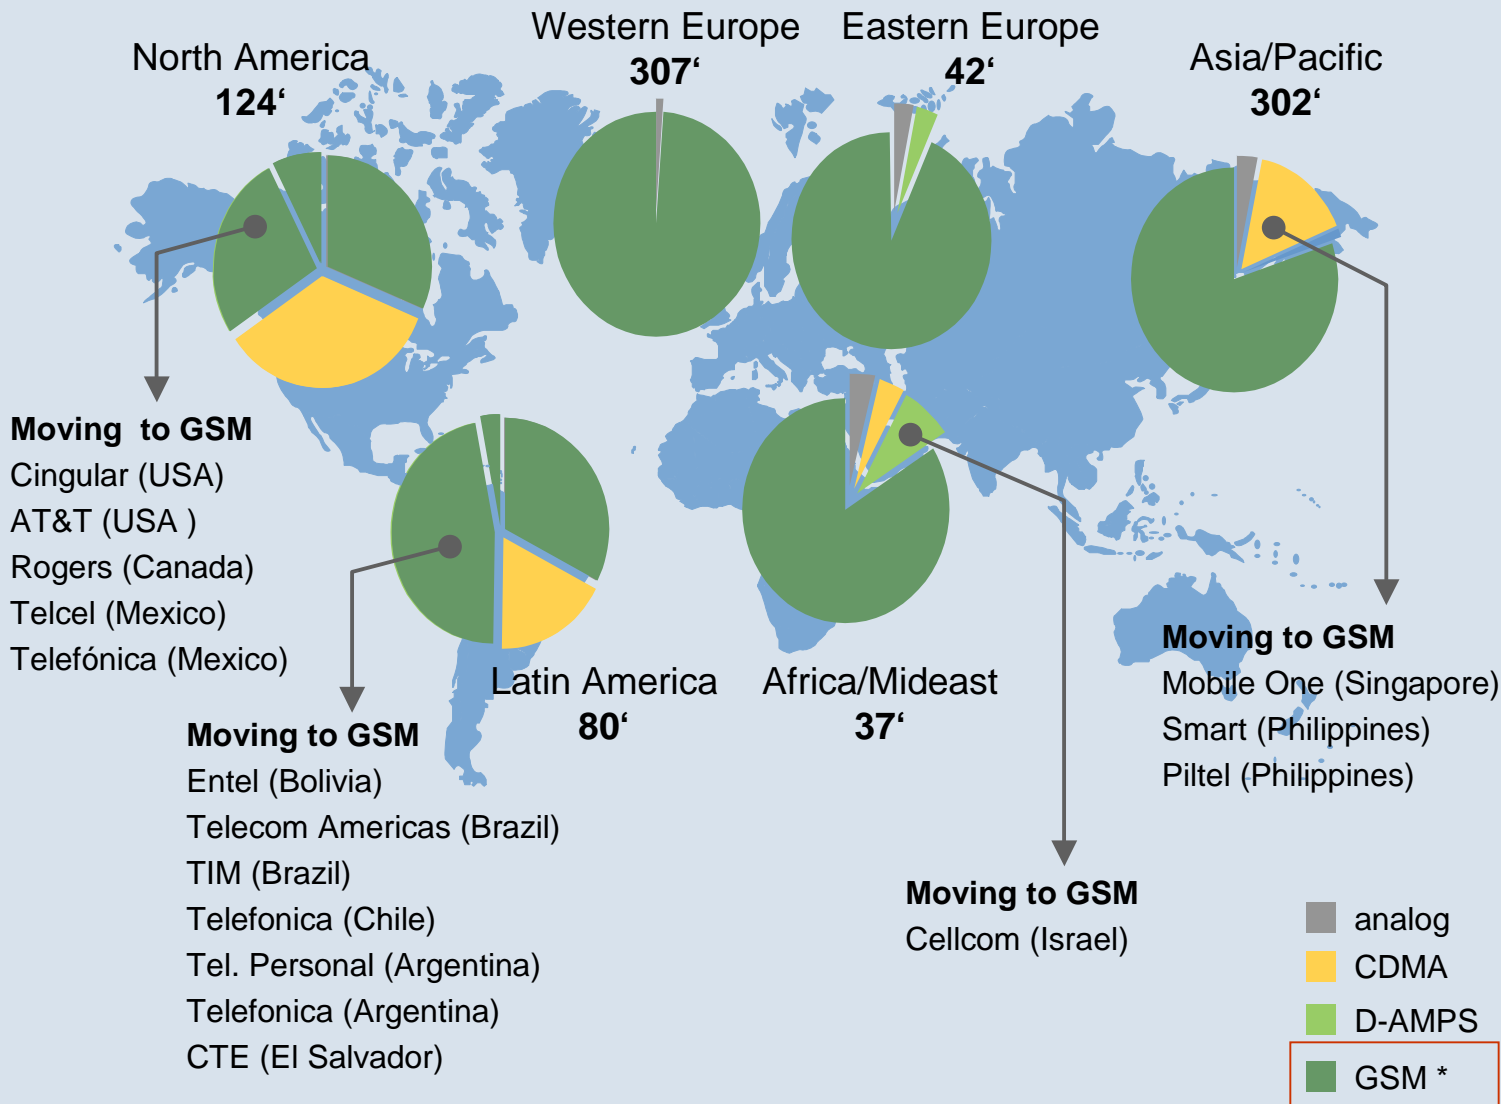 Western Europe
307‘
Eastern Europe
42‘
North America
124‘
Asia/Pacific
302‘
Moving to GSM
Cingular (USA)
AT&T (USA )
Rogers (Canada)
Telcel (Mexico)
Telefónica (Mexico)
Latin America
80‘
Africa/Mideast
37‘
Moving to GSM
Mobile One (Singapore)
Smart (Philippines)
Piltel (Philippines)
Moving to GSM
Entel (Bolivia)
Telecom Americas (Brazil)
TIM (Brazil)
Telefonica (Chile)
Tel. Personal (Argentina)
Telefonica (Argentina)
CTE (El Salvador)
Moving to GSM
Cellcom (Israel)
analog
CDMA
D-AMPS
GSM *